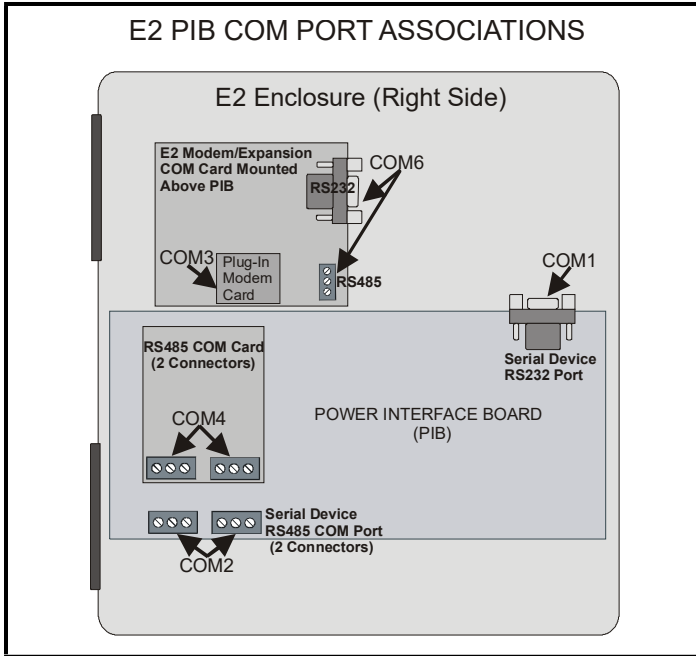 E2 PIB COM PORT ASSOCIATIONS
E2 Enclosure (Right Side)
E2 Modem/Expansion
COM Card Mounted
Above PIB
RS232
COM6
COM3
Plug-In
Modem
Card
RS485
COM1
Serial Device
RS232 Port
RS485 COM Card
(2 Connectors)
COM4
POWER INTERFACE BOARD
(PIB)
Serial Device
RS485 COM Port
(2 Connectors)
COM2